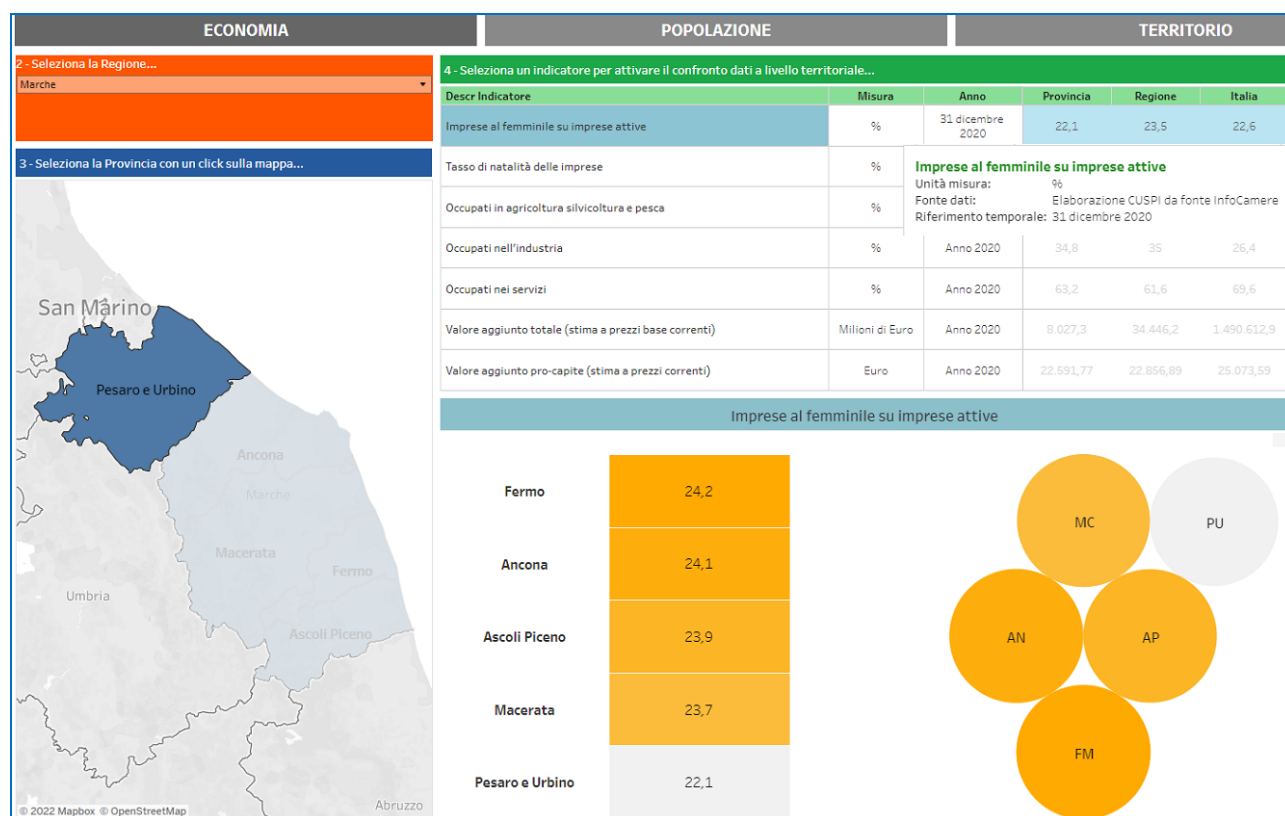 ECONOMIA
POPOLAZIONE
TERRITORIO
2 - Seleziona la Regione...
Marche
3 - Seleziona la Provincia con un click sulla mappa...
San Marino
Pesaro e Urbino
Ancona
Marche
Macerata
Fermo
Umbria
Ascoli Piceno
Abruzzo
© 2022 Mapbox © OpenStreetMap
4 - Seleziona un indicatore per attivare il confronto dati a livello territoriale...
Descr Indicatore Misura Anno Provincia Regione Italia
Imprese al femminile su imprese attive % 31 dicembre 2020 22,1 23,5 22,6
Tasso di natalità delle imprese %
Occupati in agricoltura silvicoltura e pesca %
Imprese al femminile su imprese attive
Unità misura: %
Fonte dati: Elaborazione CUSPI da fonte InfoCamere
Riferimento temporale: 31 dicembre 2020
Occupati nell'industria % Anno 2020 34,8 35 26,4
Occupati nei servizi % Anno 2020 63,2 61,6 69,6
Valore aggiunto totale (stima a prezzi base correnti) Milioni di Euro Anno 2020 8.027,3 34.446,2 1.490.612,9
Valore aggiunto pro-capite (stima a prezzi correnti) Euro Anno 2020 22.591,77 22.856,89 25.073,59
Imprese al femminile su imprese attive
Fermo 24,2
Ancona 24,1
Ascoli Piceno 23,9
Macerata 23,7
Pesaro e Urbino 22,1
MC
PU
AN
AP
FM